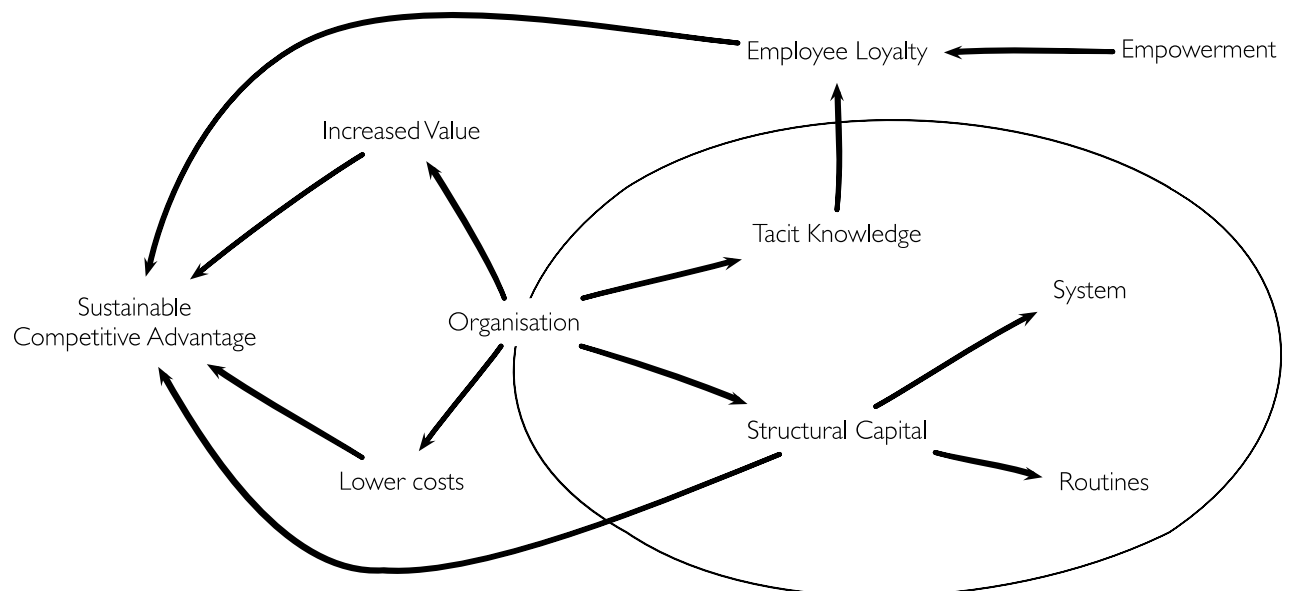 Employee Loyalty
Empowerment
Increased Value
Tacit Knowledge
System
Sustainable
Competitive Advantage
Organisation
Structural Capital
Lower costs
Routines